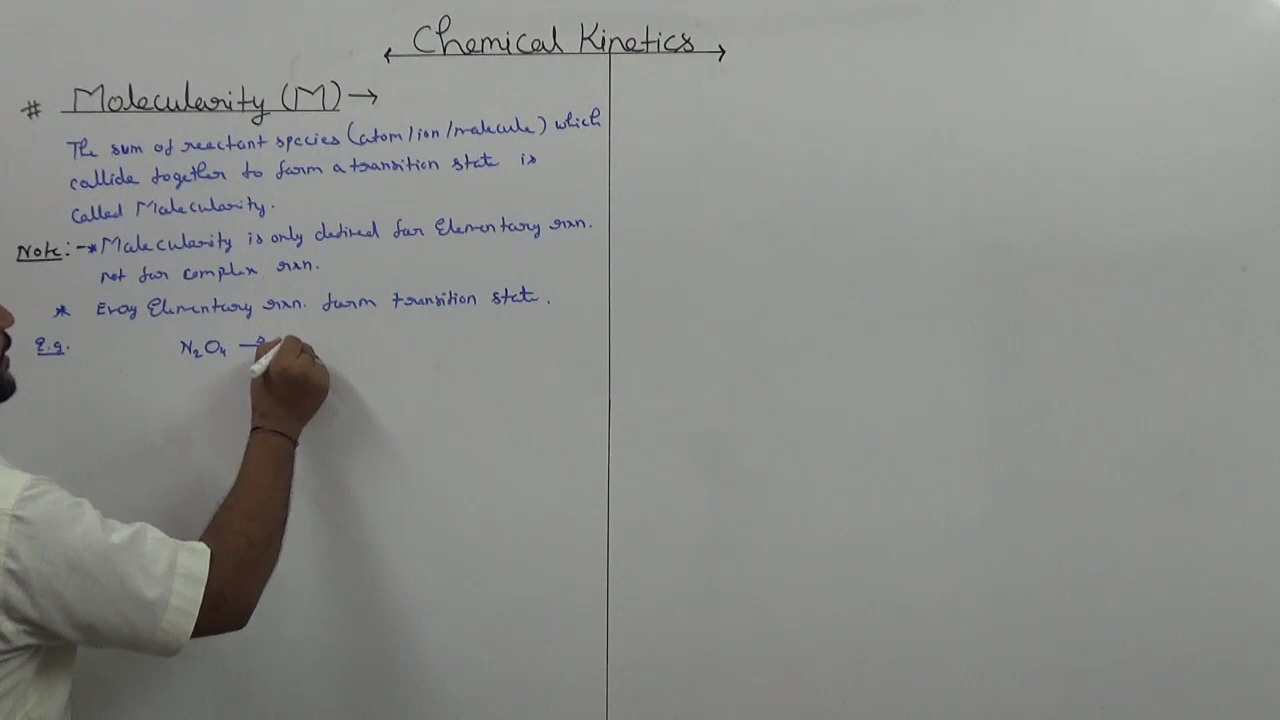 Chemical Kinetics
# Molecularity (M) →
The sum of reactant species (atom/ion/molecule) which
collide together to form a transition state is
called Molecularity.
Note:-* Molecularity is only defined for Elementary rxn.
not for complex rxn.
* Every Elementary rxn. form transition state.
E.g. N₂O₄ Δ→